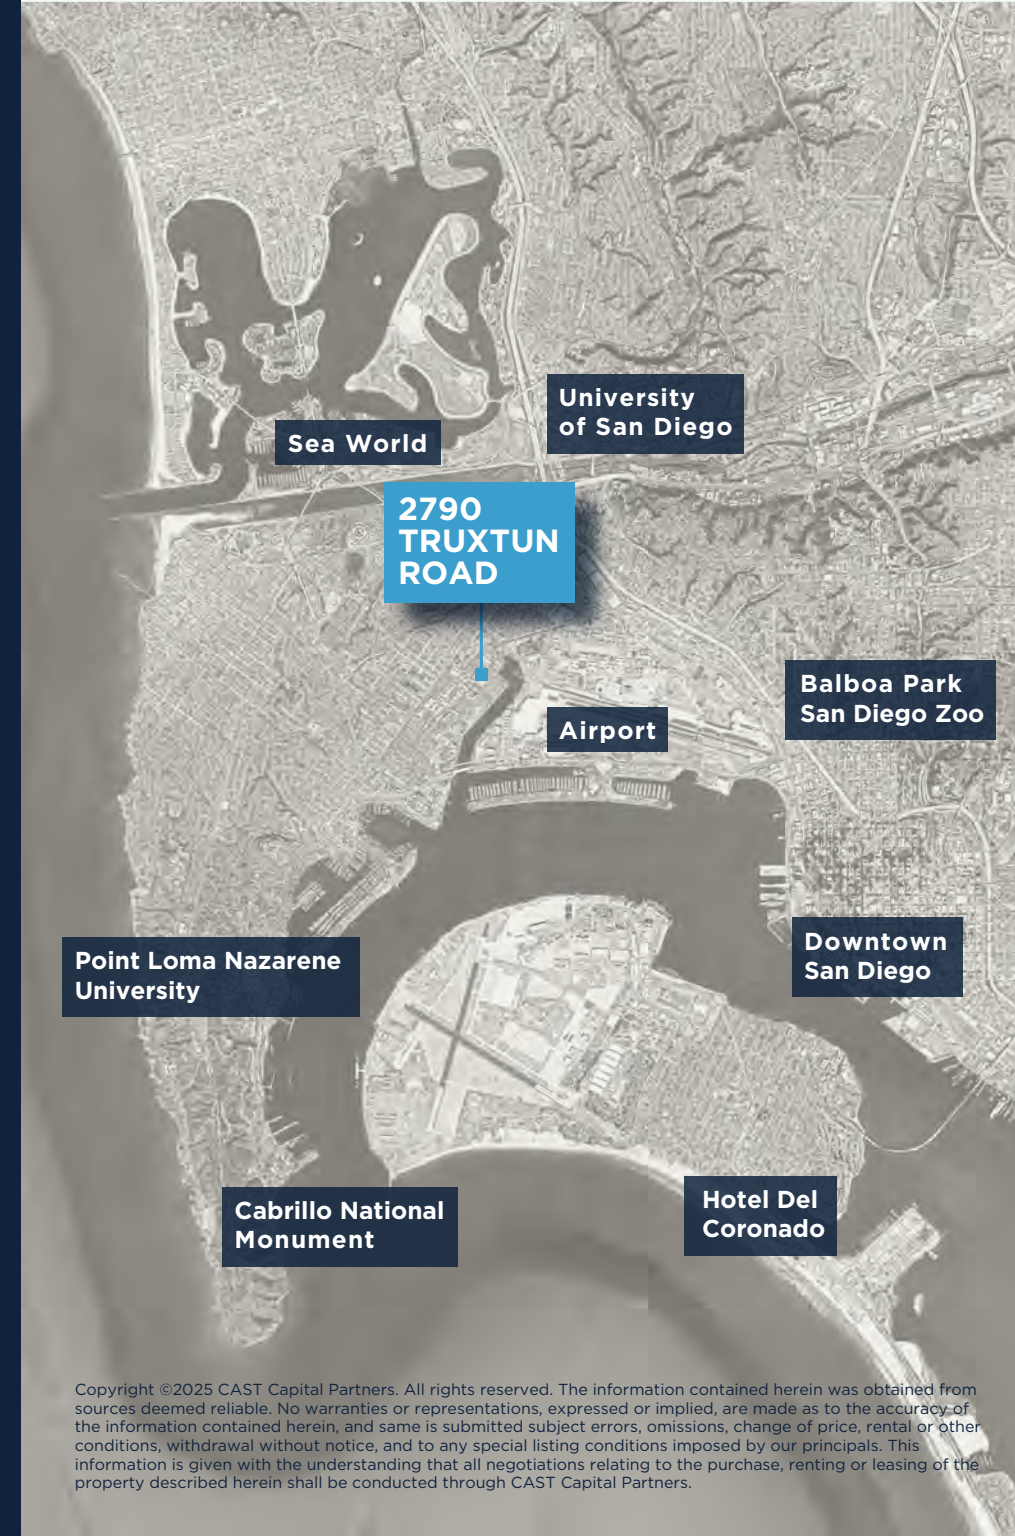 University
of San Diego
Sea World
2790
TRUXTUN
ROAD
Balboa Park
San Diego Zoo
Airport
Downtown
San Diego
Point Loma Nazarene
University
Hotel Del
Coronado
Cabrillo National
Monument
Copyright ©2025 CAST Capital Partners. All rights reserved. The information contained herein was obtained from
sources deemed reliable. No warranties or representations, expressed or implied, are made as to the accuracy of
the information contained herein, and same is submitted subject errors, omissions, change of price, rental or other
conditions, withdrawal without notice, and to any special listing conditions imposed by our principals. This
information is given with the understanding that all negotiations relating to the purchase, renting or leasing of the
property described herein shall be conducted through CAST Capital Partners.